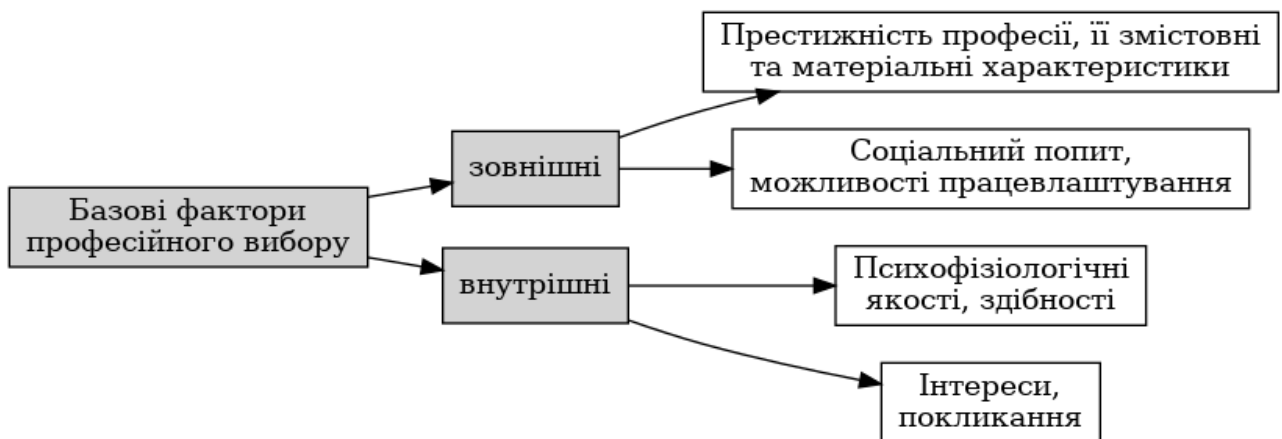 Престижність професії, її змістовні
та матеріальні характеристики
Соціальний попит,
можливості працевлаштування
зовнішні
Базові фактори
професійного вибору
внутрішні
Психофізіологічні
якості, здібності
Інтереси,
покликання